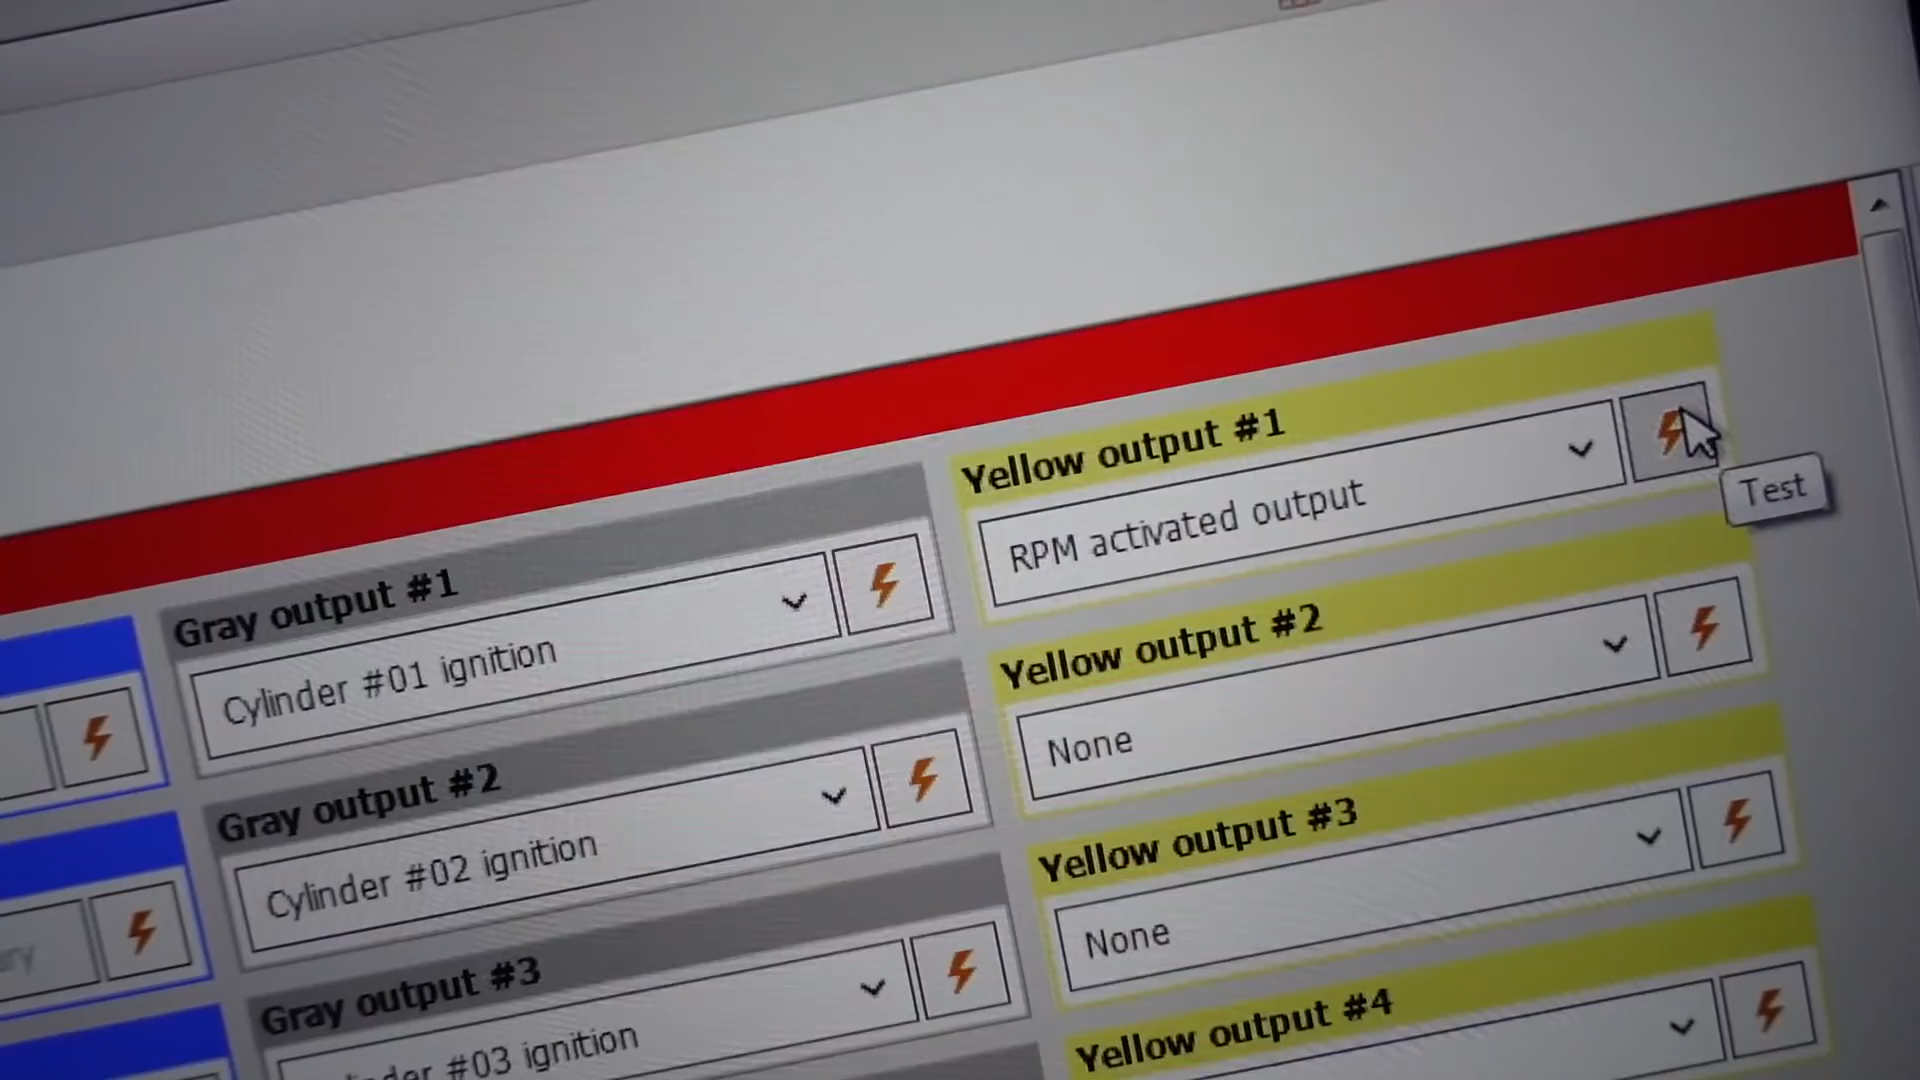 Yellow output #1
RPM activated output
Test
Gray output #1
Cylinder #01 ignition
Yellow output #2
None
Gray output #2
Cylinder #02 ignition
Yellow output #3
None
Gray output #3
#03 ignition
Yellow output #4